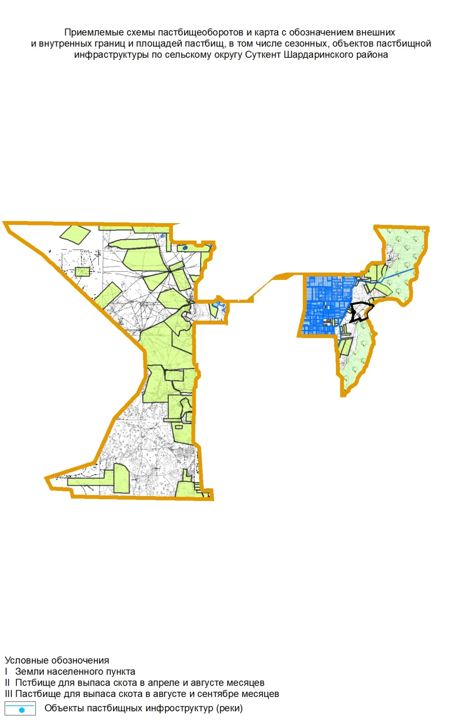 Приемлемые схемы пастбищеоборотов и карта с обозначением внешних
и внутренных границ и площадей пастбищ, в том числе сезонных, объектов пастбищной
инфраструктуры по сельскому округу Суткент Шардаринского района
Условные обозночения
I Земли населенного пункта
II Пстбище для выпаса скота в апреле и августе месяцев
III Пастбище для выпаса скота в августе и сентябре месяцев
Объекты пастбищных инфроструктур (реки)